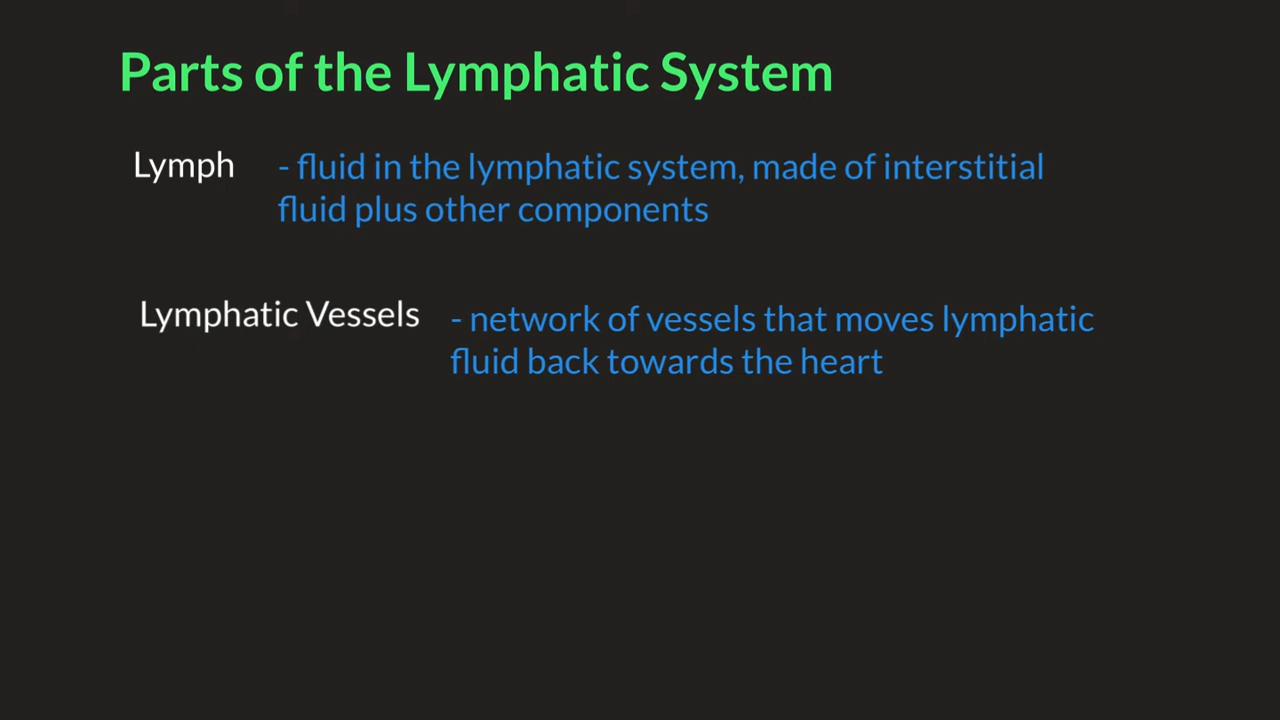 Parts of the Lymphatic System
Lymph - fluid in the lymphatic system, made of interstitial
fluid plus other components
Lymphatic Vessels - network of vessels that moves lymphatic
fluid back towards the heart